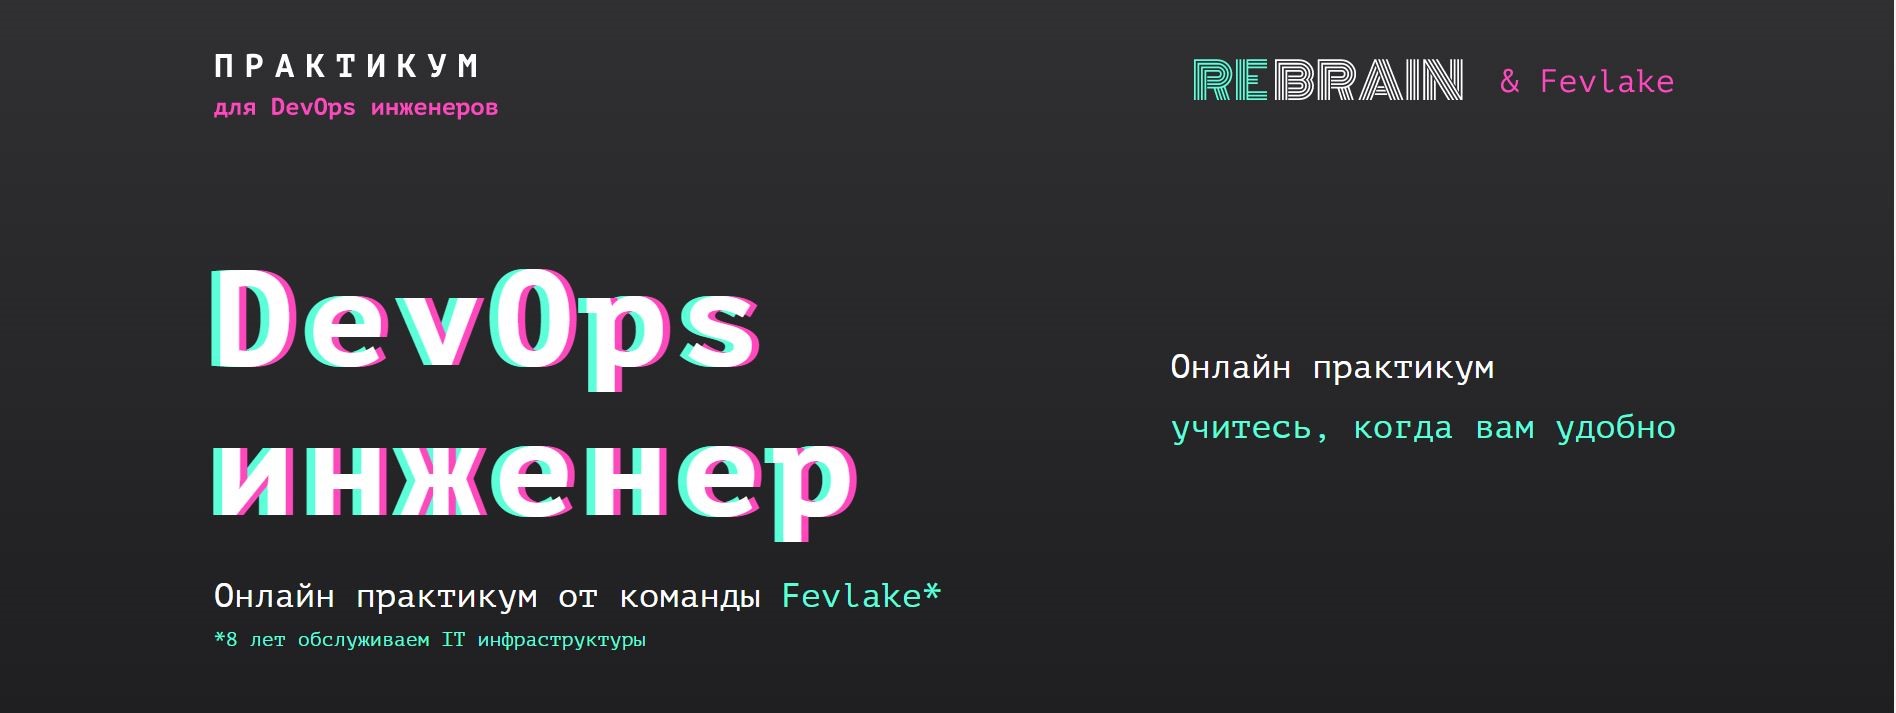 ПРАКТИКУМ
для DevOps инженеров
REBRAIN & Fevlake
DevOps
инженер
Онлайн практикум от команды Fevlake*
*8 лет обслуживаем IT инфраструктуры
Онлайн практикум
учитесь, когда вам удобно